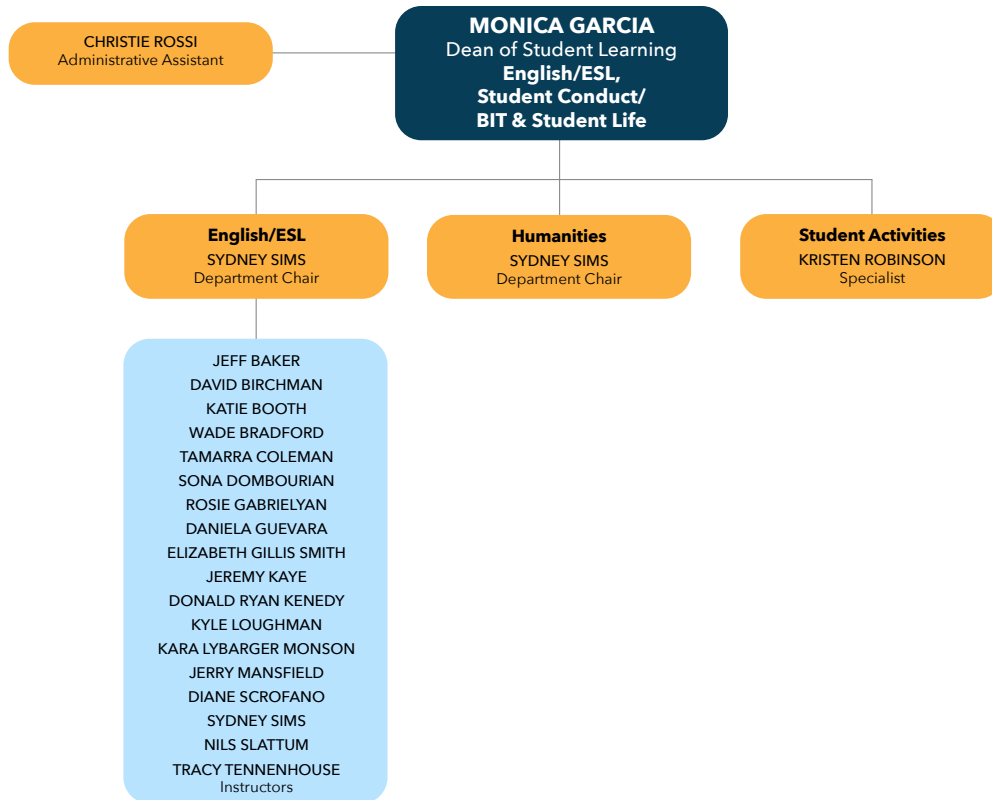 CHRISTIE ROSSI
Administrative Assistant
MONICA GARCIA
Dean of Student Learning
English/ESL,
Student Conduct/
BIT & Student Life
English/ESL
SYDNEY SIMS
Department Chair
Humanities
SYDNEY SIMS
Department Chair
Student Activities
KRISTEN ROBINSON
Specialist
JEFF BAKER
DAVID BIRCHMAN
KATIE BOOTH
WADE BRADFORD
TAMARRA COLEMAN
SONA DOMBOURIAN
ROSIE GABRIELYAN
DANIELA GUEVARA
ELIZABETH GILLIS SMITH
JEREMY KAYE
DONALD RYAN KENEDY
KYLE LOUGHMAN
KARA LYBARGER MONSON
JERRY MANSFIELD
DIANE SCROFANO
SYDNEY SIMS
NILS SLATTUM
TRACY TENNENHOUSE
Instructors